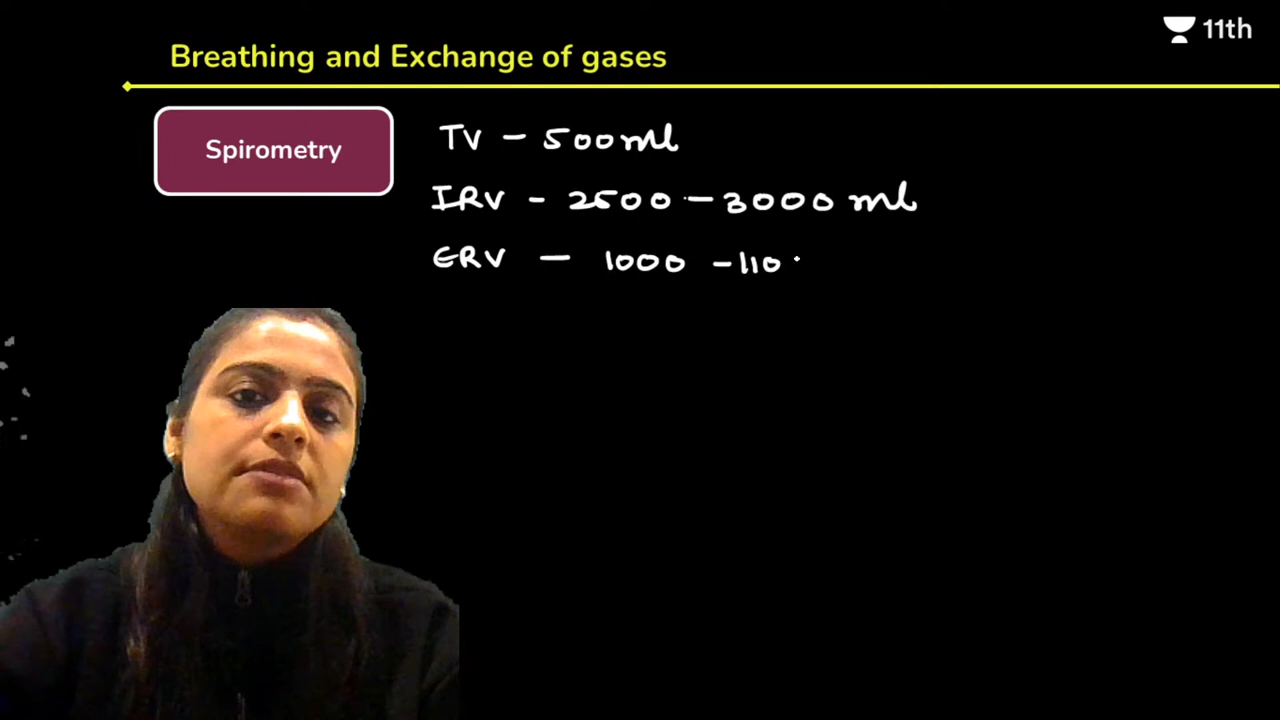 11th
Breathing and Exchange of gases
Spirometry
TV - 500ml
IRV - 2500 - 3000 ml
ERV - 1000 - 110